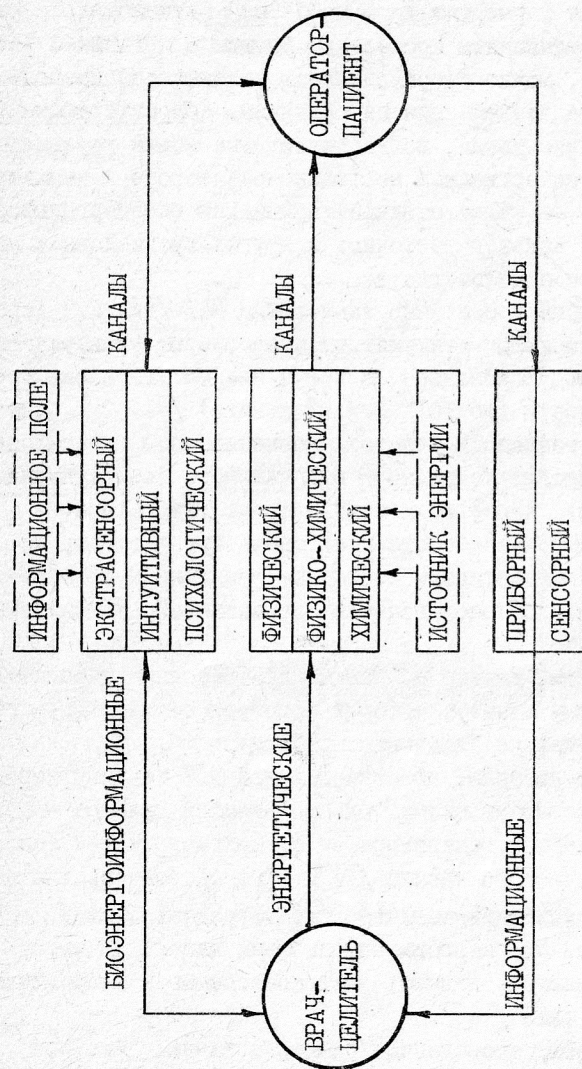 ОПЕРАТОР-
ПАЦИЕНТ
КАНАЛЫ
КАНАЛЫ
КАНАЛЫ
ИНФОРМАЦИОННОЕ ПОЛЕ
ЭКСТРАСЕНСОРНЫЙ
ИНТУИТИВНЫЙ
ПСИХОЛОГИЧЕСКИЙ
ФИЗИЧЕСКИЙ
ФИЗИКО-ХИМИЧЕСКИЙ
ХИМИЧЕСКИЙ
ИСТОЧНИК ЭНЕРГИИ
ПРИБОРНЫЙ
СЕНСОРНЫЙ
БИОЭНЕРГОИНФОРМАЦИОННЫЕ
ЭНЕРГЕТИЧЕСКИЕ
ИНФОРМАЦИОННЫЕ
ВРАЧ-
ЦЕЛИТЕЛЬ